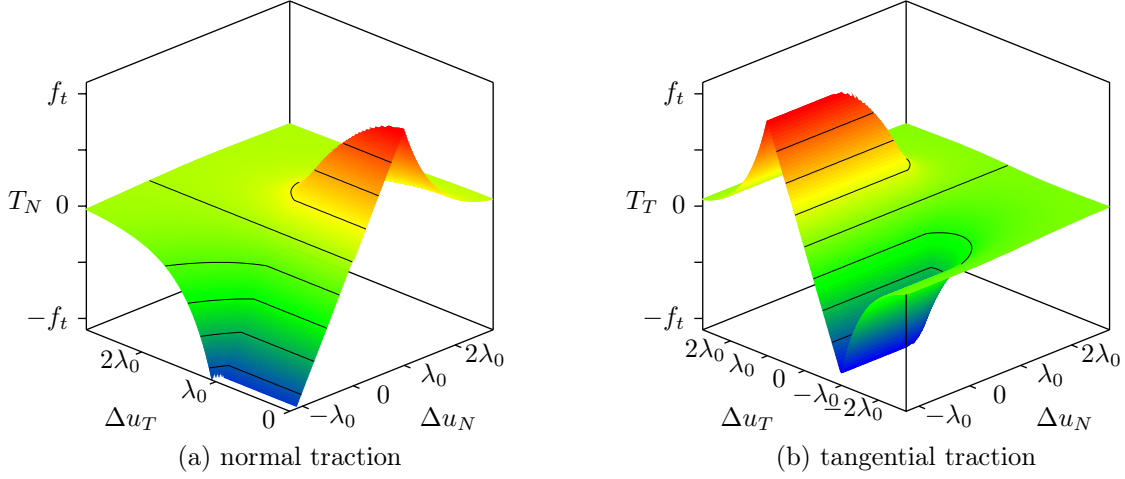 f_t
T_N 0
−f_t
2λ_0
λ_0
0
Δu_T
−λ_0
0
λ_0
2λ_0
Δu_N
(a) normal traction
f_t
T_T 0
−f_t
2λ_0
λ_0
0
−λ_0
−2λ_0
Δu_T
−λ_0
0
λ_0
2λ_0
Δu_N
(b) tangential traction